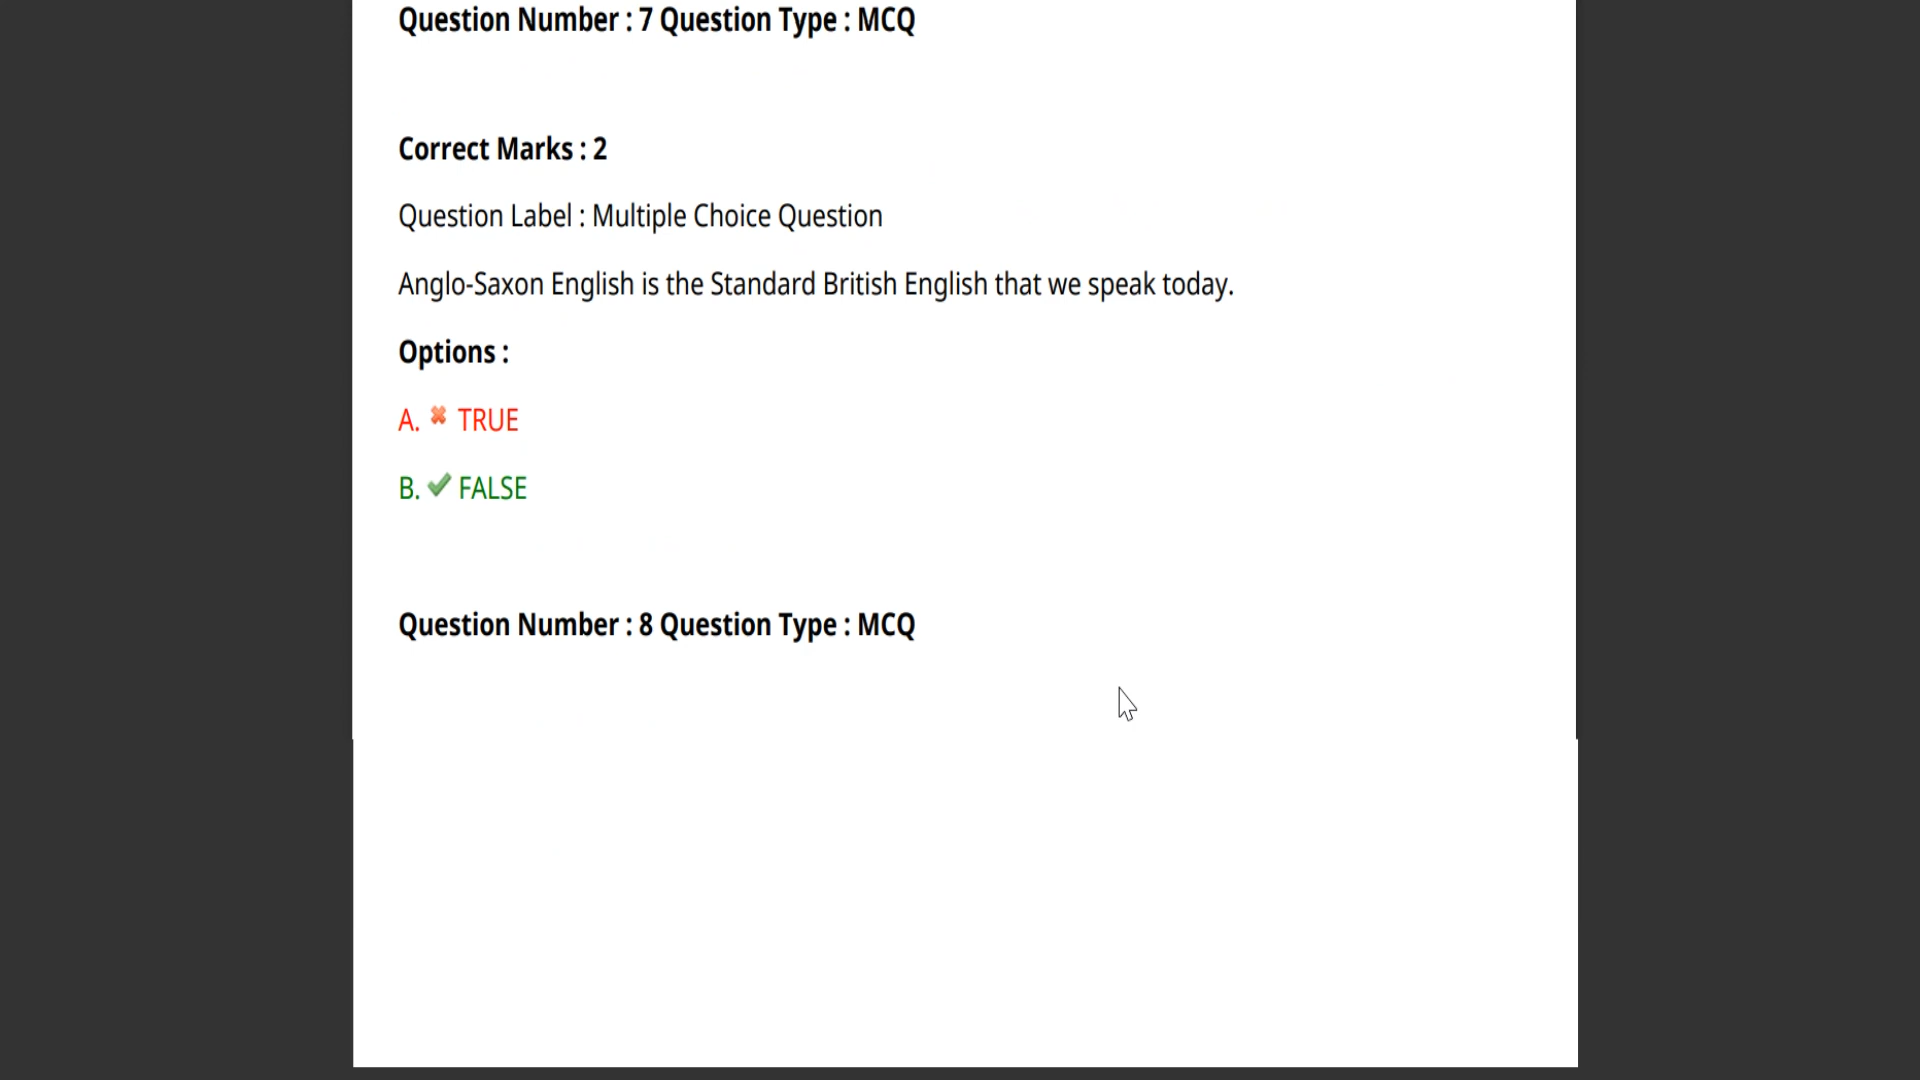 Question Number : 7 Question Type : MCQ
Correct Marks : 2
Question Label : Multiple Choice Question
Anglo-Saxon English is the Standard British English that we speak today.
Options :
A. ✖ TRUE
B. ✔ FALSE
Question Number : 8 Question Type : MCQ